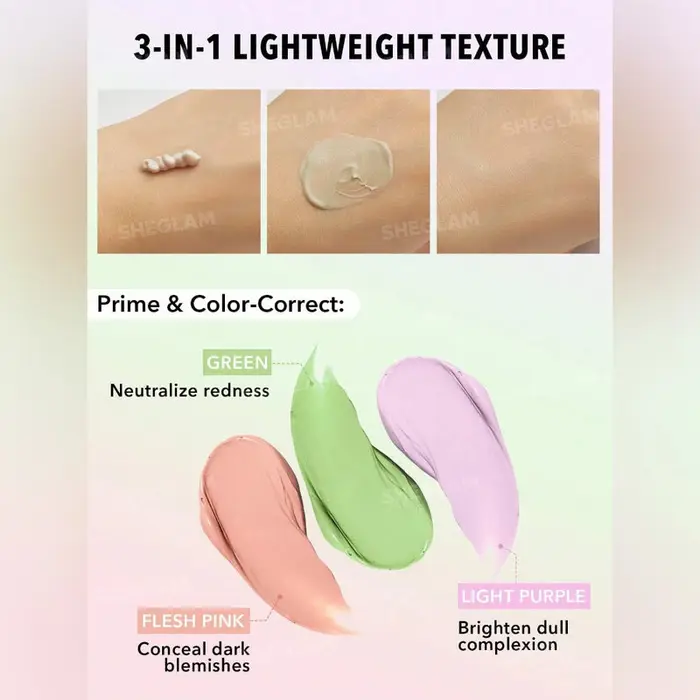 3-IN-1 LIGHTWEIGHT TEXTURE
SHEGLAM
SHEGLAM
SHEGLAM
SHEGLAM
SHEGLAM
Prime & Color-Correct:
GREEN
Neutralize redness
FLESH PINK
Conceal dark
blemishes
LIGHT PURPLE
Brighten dull
complexion